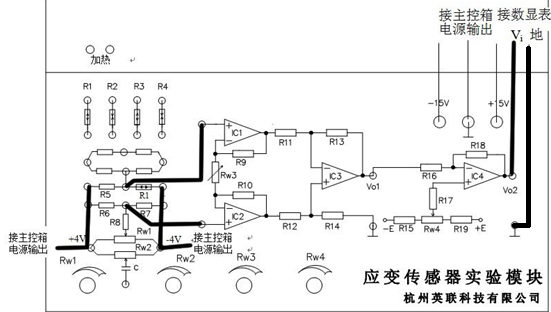 接主控箱 接数显表
电源输出 Vi 地
加热
R1 R2 R3 R4
-15V +15V
IC1 R11 R13 R18
R9
Rw3 IC3 R16 IC4
Vo1 Vo2
R5 R1
R10 R17
R6 R7
R8 Rw1 IC2 R12 R14
-E R15 Rw4 R19 +E
接主控箱 +4V Rw2 -4V 接主控箱
电源输出 电源输出
Rw1 C Rw2 Rw3 Rw4
应变传感器实验模块
杭州英联科技有限公司